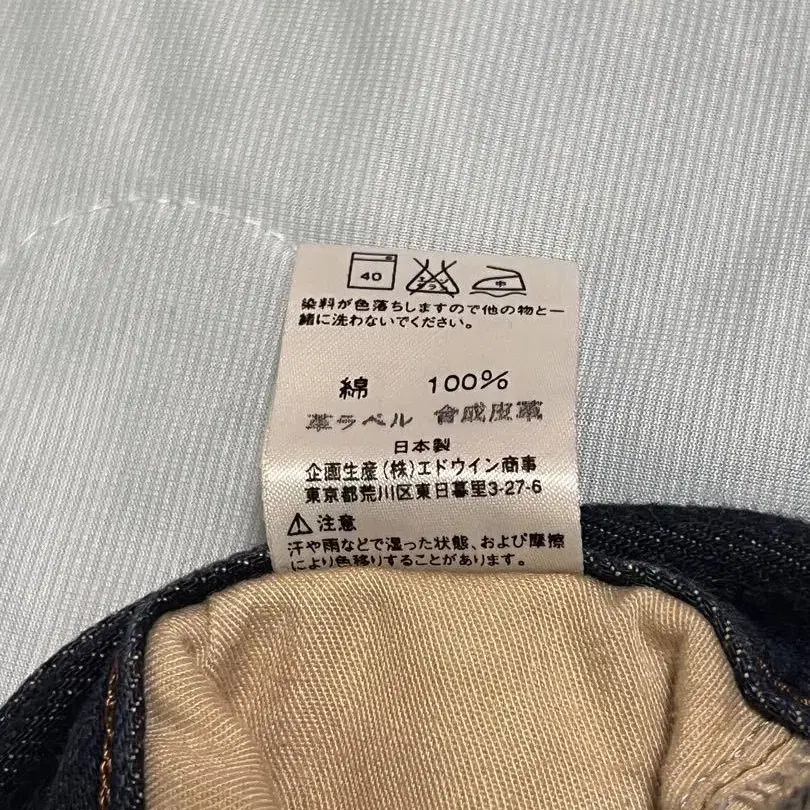 40
エンソ
サラシ
中
染料が色落ちしますので他の物と一
緒に洗わないでください。
綿 100%
革ラベル 合成皮革
日本製
企画生産(株)エドウイン商事
東京都荒川区東日暮里3-27-6
注意
汗や雨などで湿った状態、および摩擦
により色移りすることがあります。